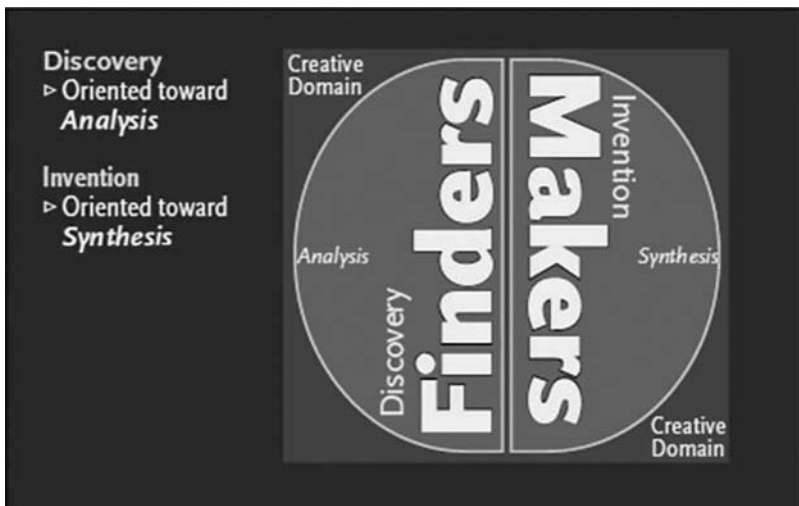 Discovery
▹ Oriented toward
Analysis
Invention
▹ Oriented toward
Synthesis
Creative
Domain
Analysis
Discovery
Finders
Makers
Invention
Synthesis
Creative
Domain